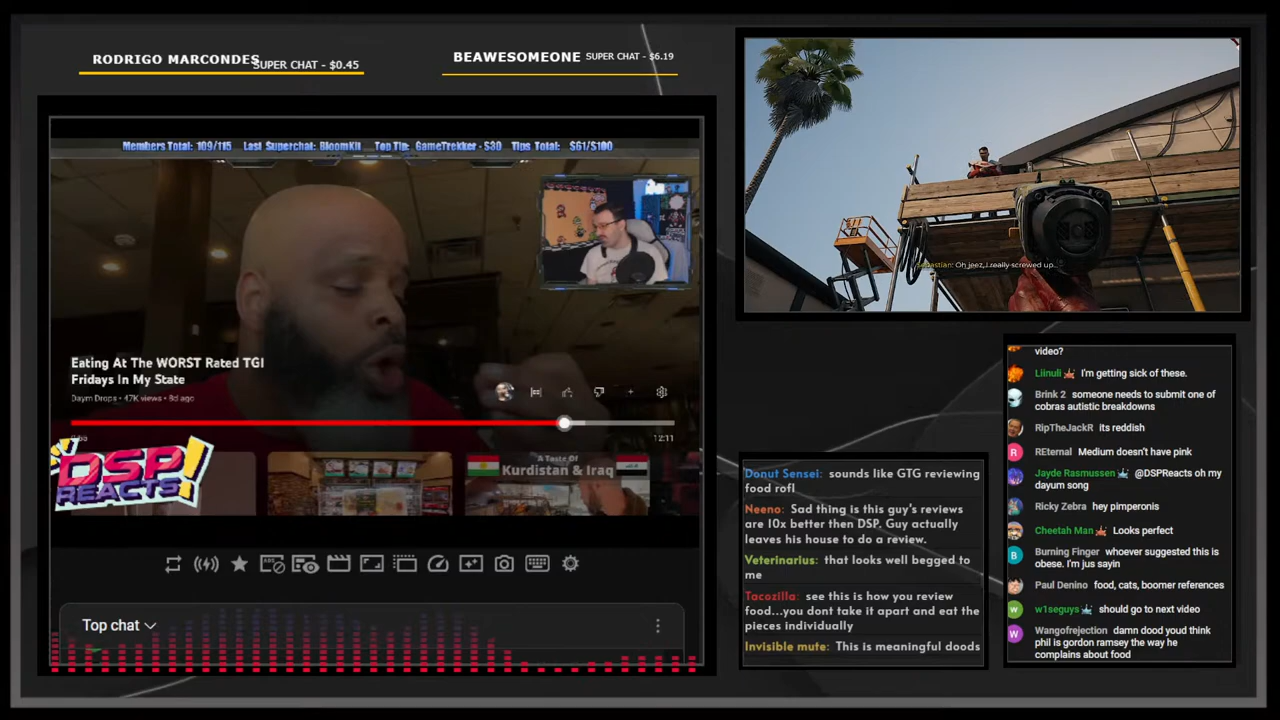 RODRIGO MARCONDES
SUPER CHAT - $0.45
BEAWESOMEONE SUPER CHAT - $6.19
Members Total: 109/115 Last Superchat: BloomKit Top Tip: GameTrekker - $30 Tips Total: $61/$100
Eating At The WORST Rated TGI
Fridays In My State
Daym Drops • 47K views • 8d ago
12:11
DSP
REACTS!
A Taste Of
Kurdistan & Iraq
Top chat
Sebastian: Oh jeez, I really screwed up.
Donut Sensei: sounds like GTG reviewing
food rofl
Neeno: Sad thing is this guy's reviews
are 10x better then DSP. Guy actually
leaves his house to do a review.
Veterinarius: that looks well begged to
me
Tacozilla: see this is how you review
food...you dont take it apart and eat the
pieces individually
Invisible mute: This is meaningful doods
video?
Liinuli I'm getting sick of these.
Brink 2 someone needs to submit one of
cobras autistic breakdowns
RipTheJackR its reddish
R REternal Medium doesn't have pink
Jayde Rasmussen @DSPReacts oh my
dayum song
Ricky Zebra hey pimperonis
Cheetah Man Looks perfect
B Burning Finger whoever suggested this is
obese. I'm jus sayin
Paul Denino food, cats, boomer references
w w1seguys should go to next video
W Wangofrejection damn dood youd think
phil is gordon ramsey the way he
complains about food